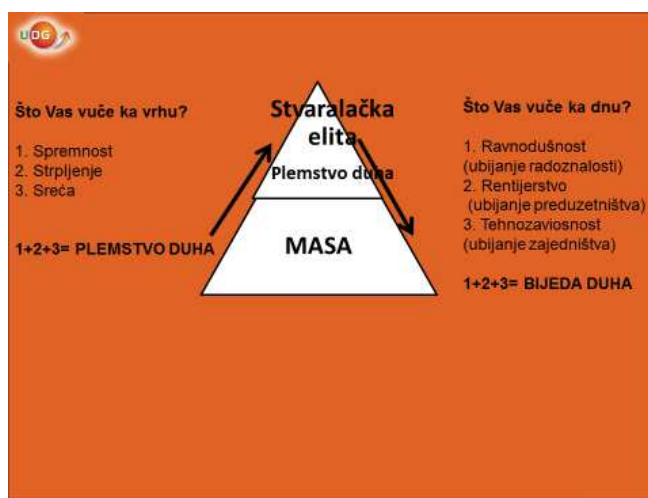 UDG
Što Vas vuče ka vrhu?
1. Spremnost
2. Strpljenje
3. Sreća
1+2+3= PLEMSTVO DUHA
Stvaralačka
elita
Plemstvo duha
MASA
Što Vas vuče ka dnu?
1. Ravnodušnost
(ubijanje radoznalosti)
2. Rentijerstvo
(ubijanje preduzetništva)
3. Tehnozaviosnost
(ubijanje zajedništva)
1+2+3= BIJEDA DUHA